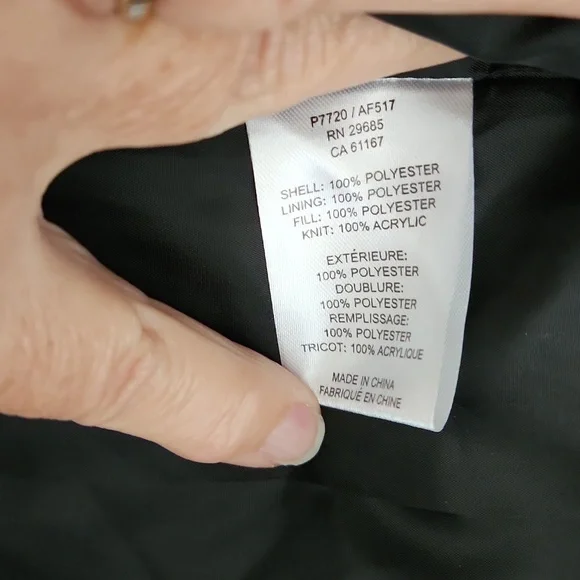 P7720 / AF517
RN 29685
CA 61167
SHELL: 100% POLYESTER
LINING: 100% POLYESTER
FILL: 100% POLYESTER
KNIT: 100% ACRYLIC
EXTÉRIEURE:
100% POLYESTER
DOUBLURE:
100% POLYESTER
REMPLISSAGE:
100% POLYESTER
TRICOT: 100% ACRYLIQUE
MADE IN CHINA
FABRIQUÉ EN CHINE